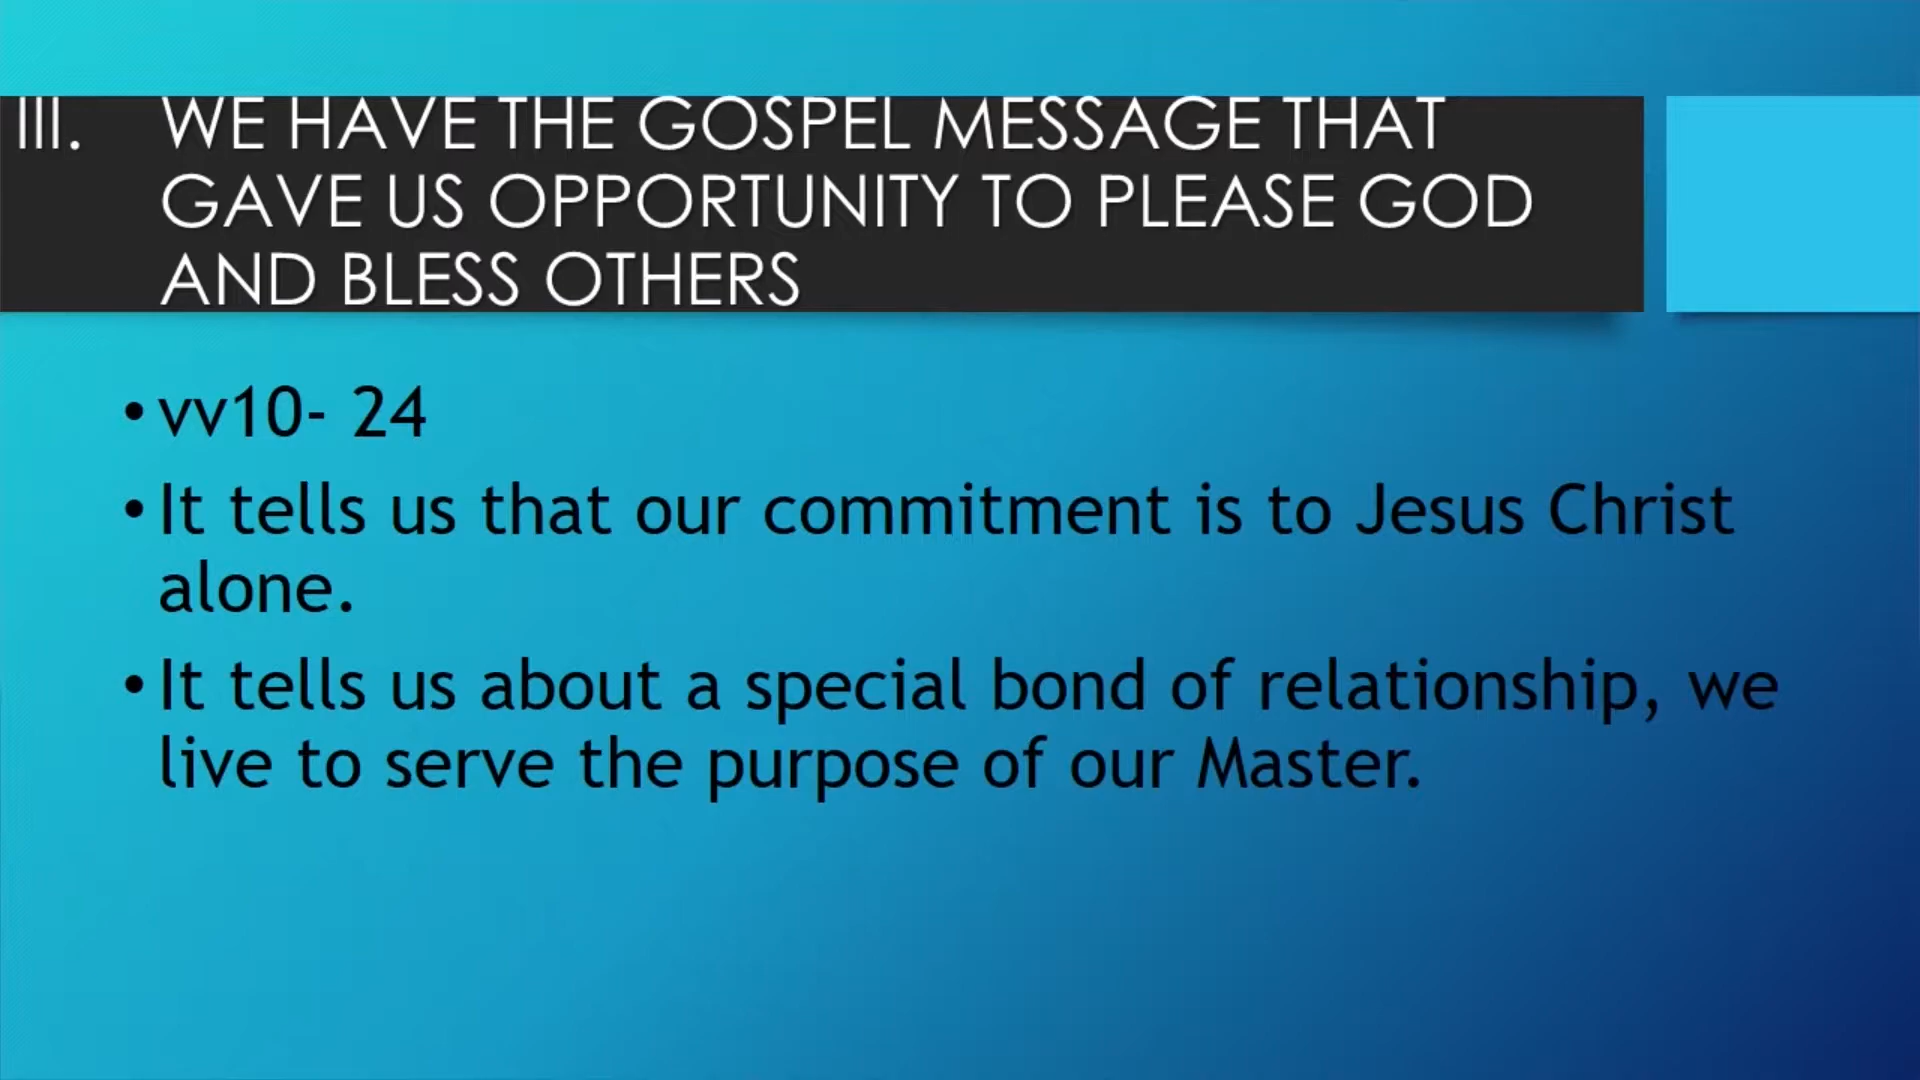 III. WE HAVE THE GOSPEL MESSAGE THAT
GAVE US OPPORTUNITY TO PLEASE GOD
AND BLESS OTHERS
•vv10- 24
•It tells us that our commitment is to Jesus Christ
alone.
•It tells us about a special bond of relationship, we
live to serve the purpose of our Master.